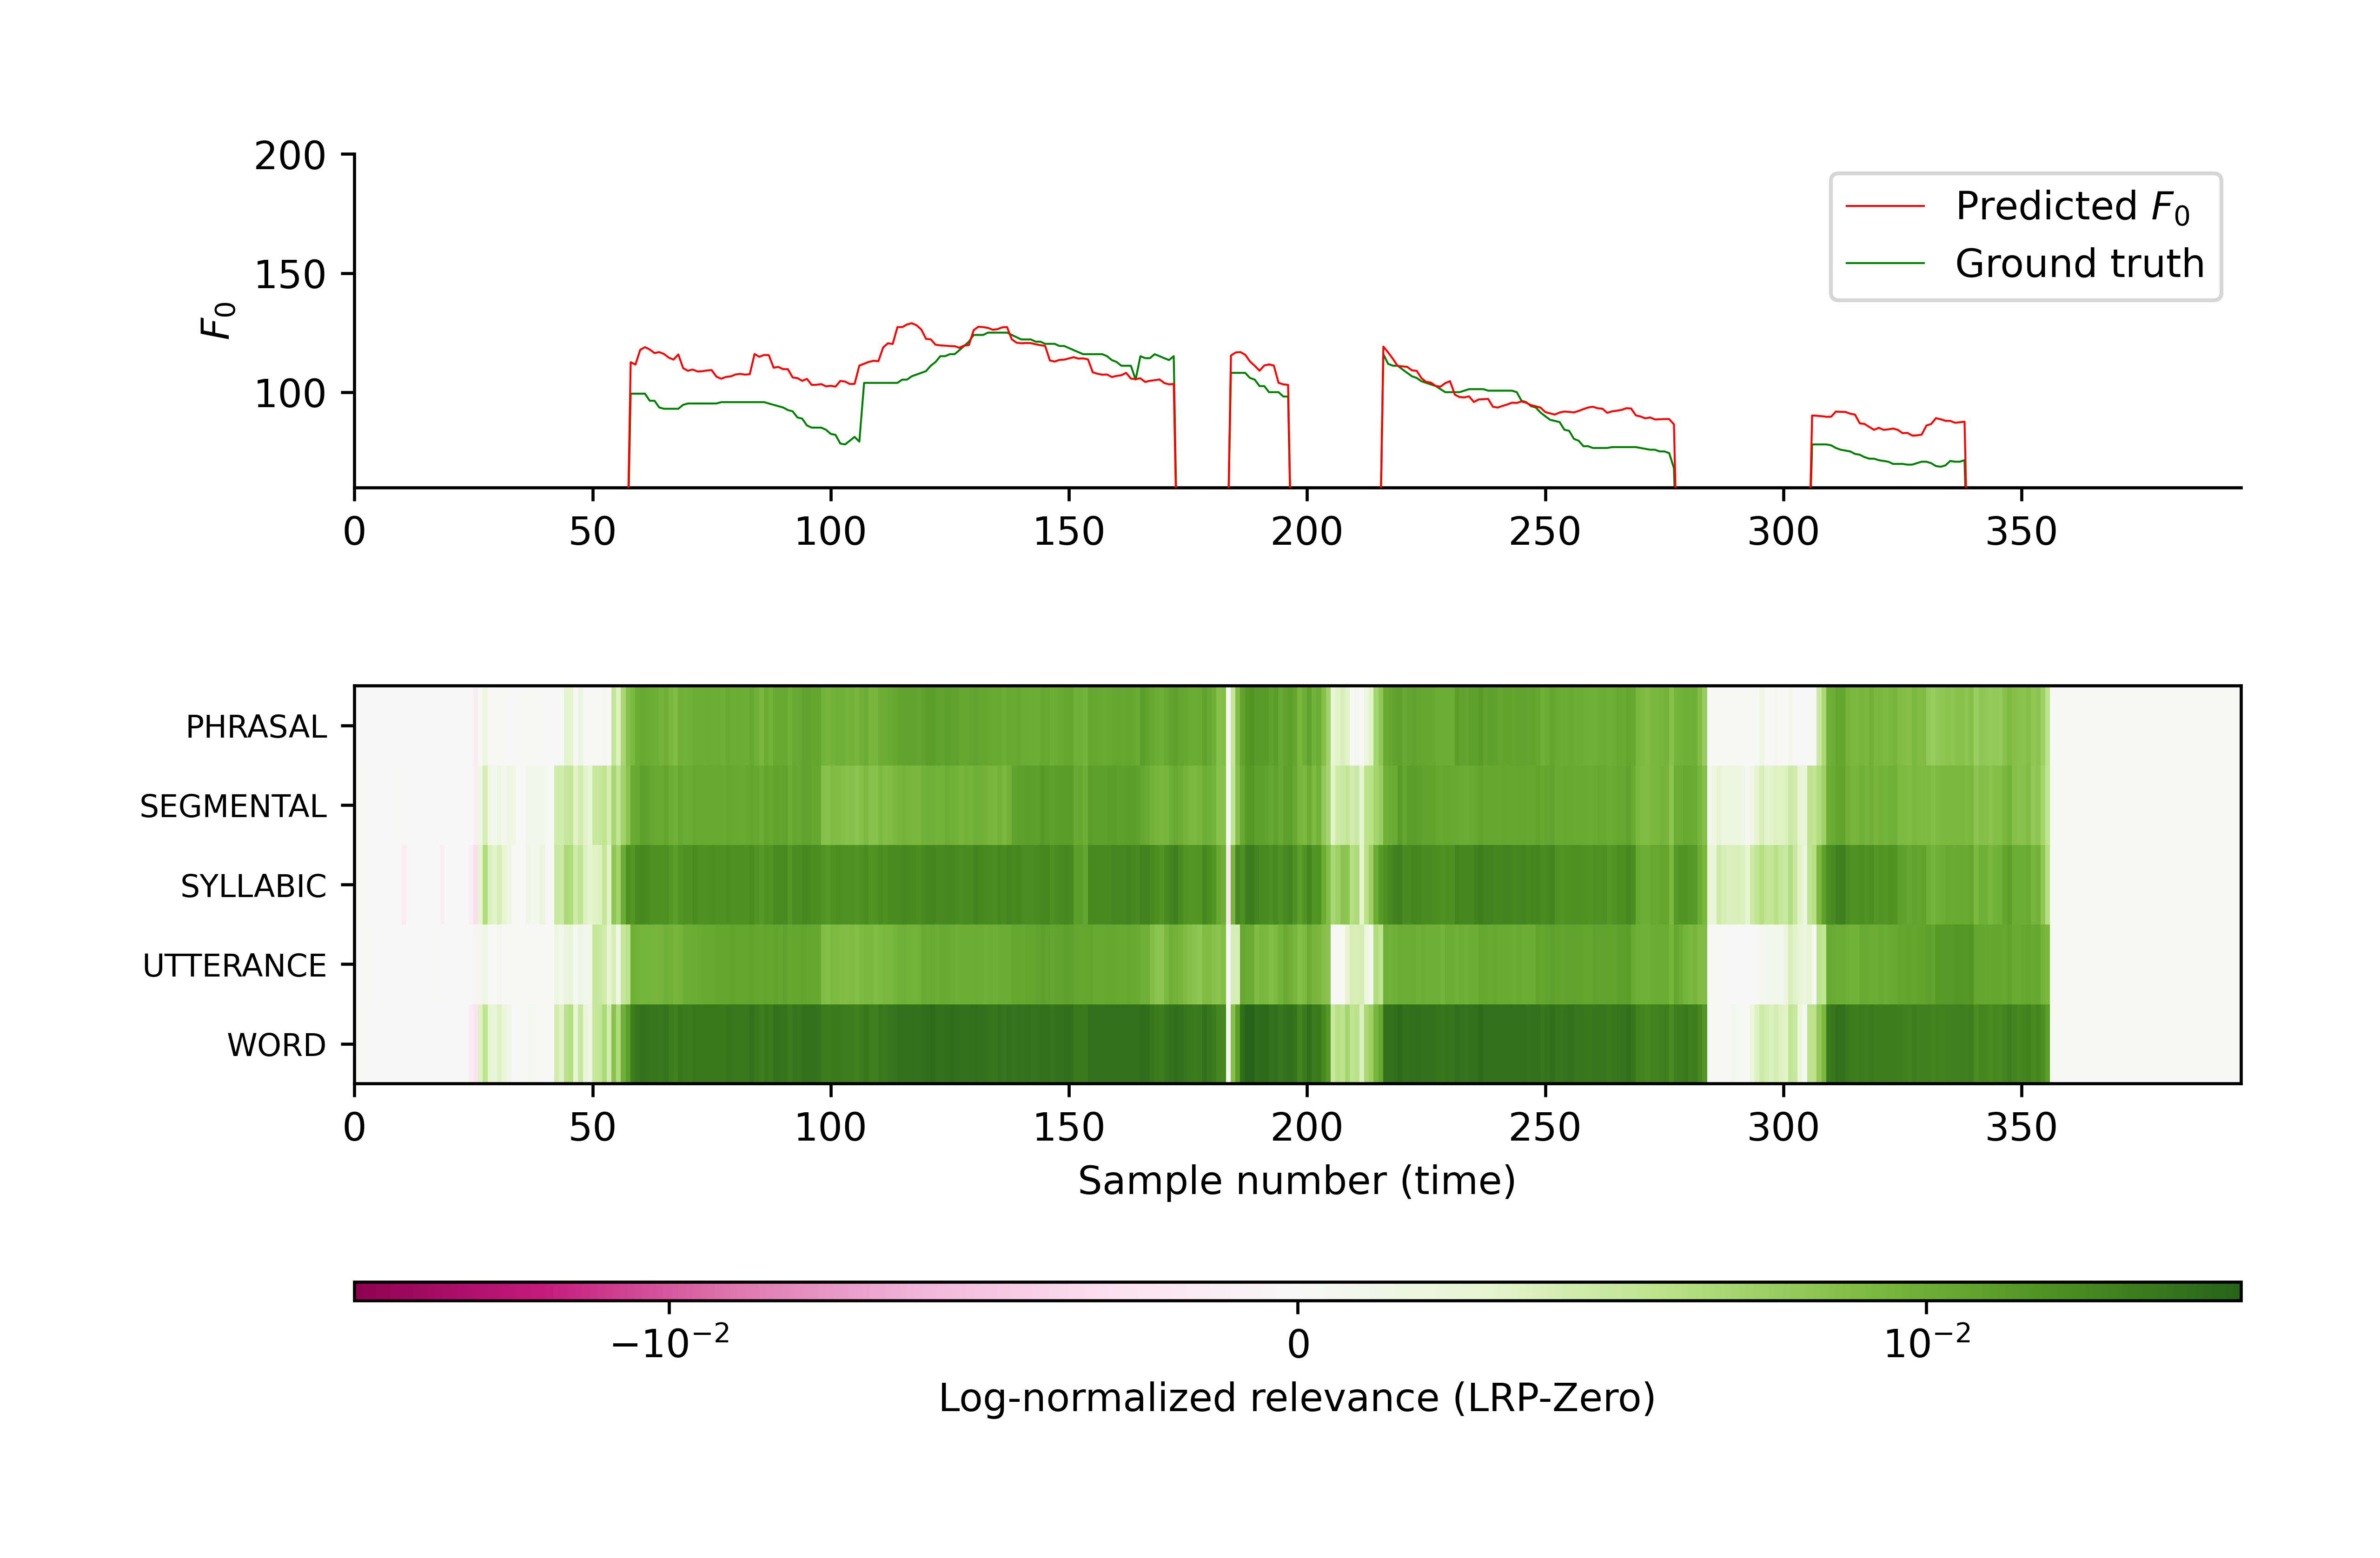 200
150
100
F0
Predicted F0
Ground truth
0 50 100 150 200 250 300 350
PHRASAL
SEGMENTAL
SYLLABIC
UTTERANCE
WORD
0 50 100 150 200 250 300 350
Sample number (time)
−10−2 0 10−2
Log-normalized relevance (LRP-Zero)